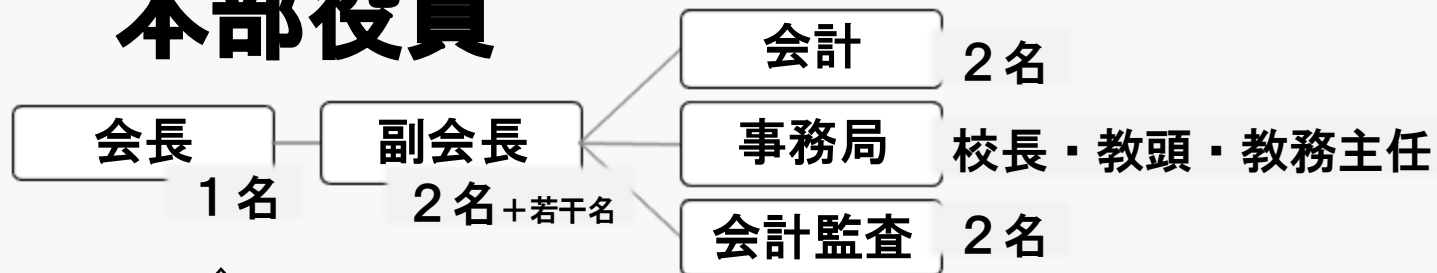 本部役員
会計 2名
会長 副会長 事務局 校長・教頭・教務主任
1名 2名+若干名
会計監査 2名